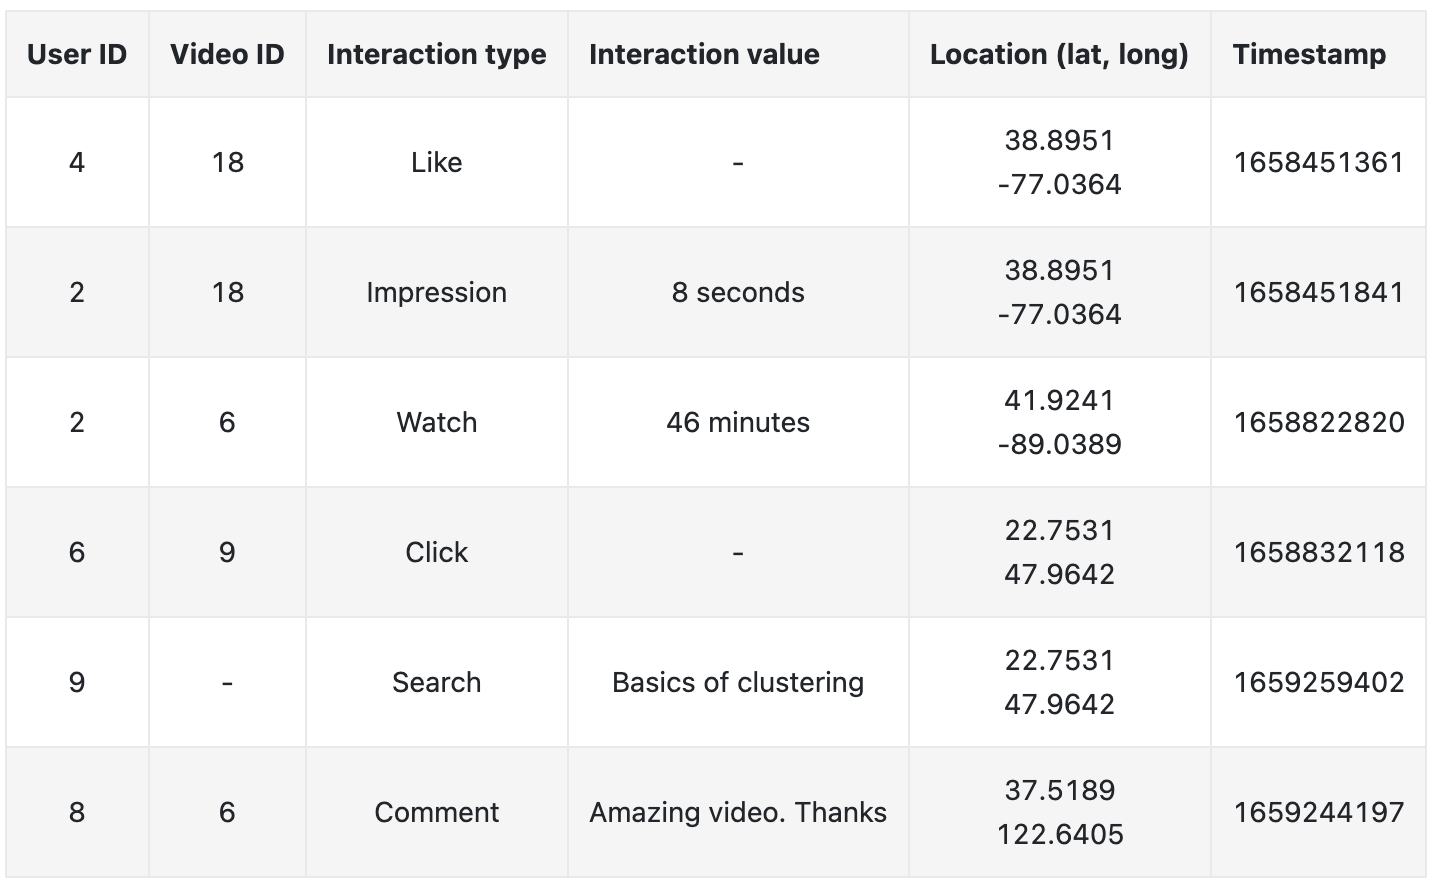 User ID Video ID Interaction type Interaction value Location (lat, long) Timestamp
4 18 Like - 38.8951 -77.0364 1658451361
2 18 Impression 8 seconds 38.8951 -77.0364 1658451841
2 6 Watch 46 minutes 41.9241 -89.0389 1658822820
6 9 Click - 22.7531 47.9642 1658832118
9 - Search Basics of clustering 22.7531 47.9642 1659259402
8 6 Comment Amazing video. Thanks 37.5189 122.6405 1659244197